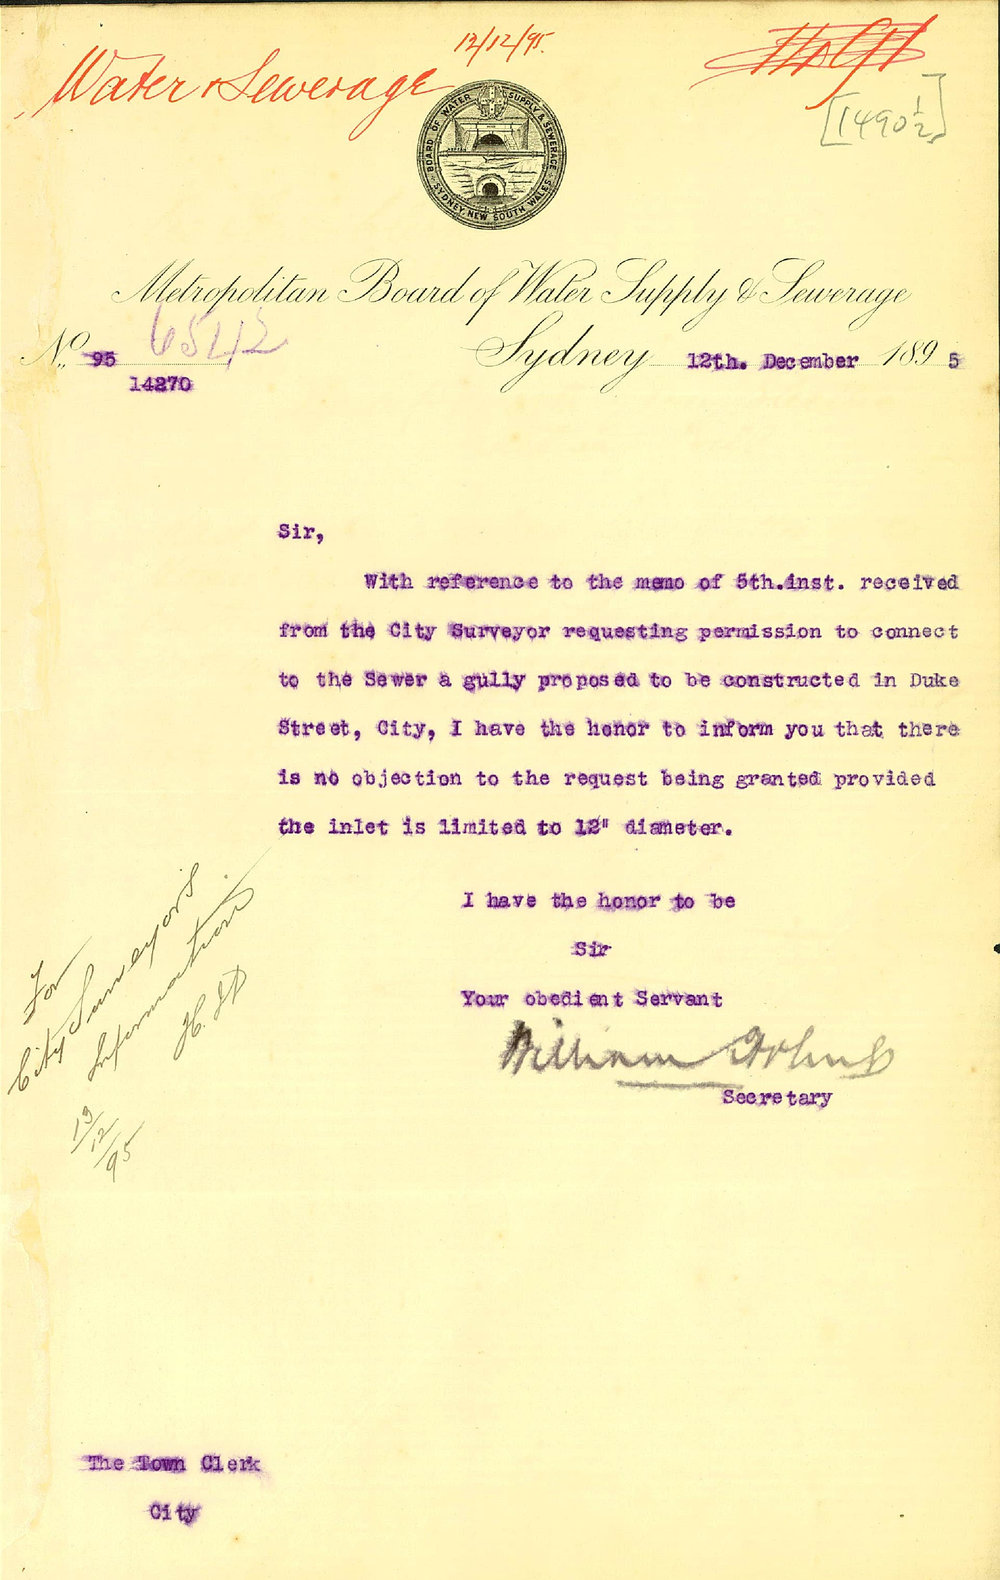 12/12/95.
Water & Sewerage
[1490 1/2]
BOARD OF WATER SUPPLY & SEWERAGE
SYDNEY, NEW SOUTH WALES
Metropolitan Board of Water Supply & Sewerage
No. 95 6542
14270
Sydney 12th. December 1895
Sir,
With reference to the memo of 5th.inst. received
from the City Surveyor requesting permission to connect
to the Sewer a gully proposed to be constructed in Duke
Street, City, I have the honor to inform you that there
is no objection to the request being granted provided
the inlet is limited to 12" diameter.
I have the honor to be
Sir
Your obedient Servant
William
Secretary
For
City Surveyor's
information
13/12/95
The Town Clerk
City